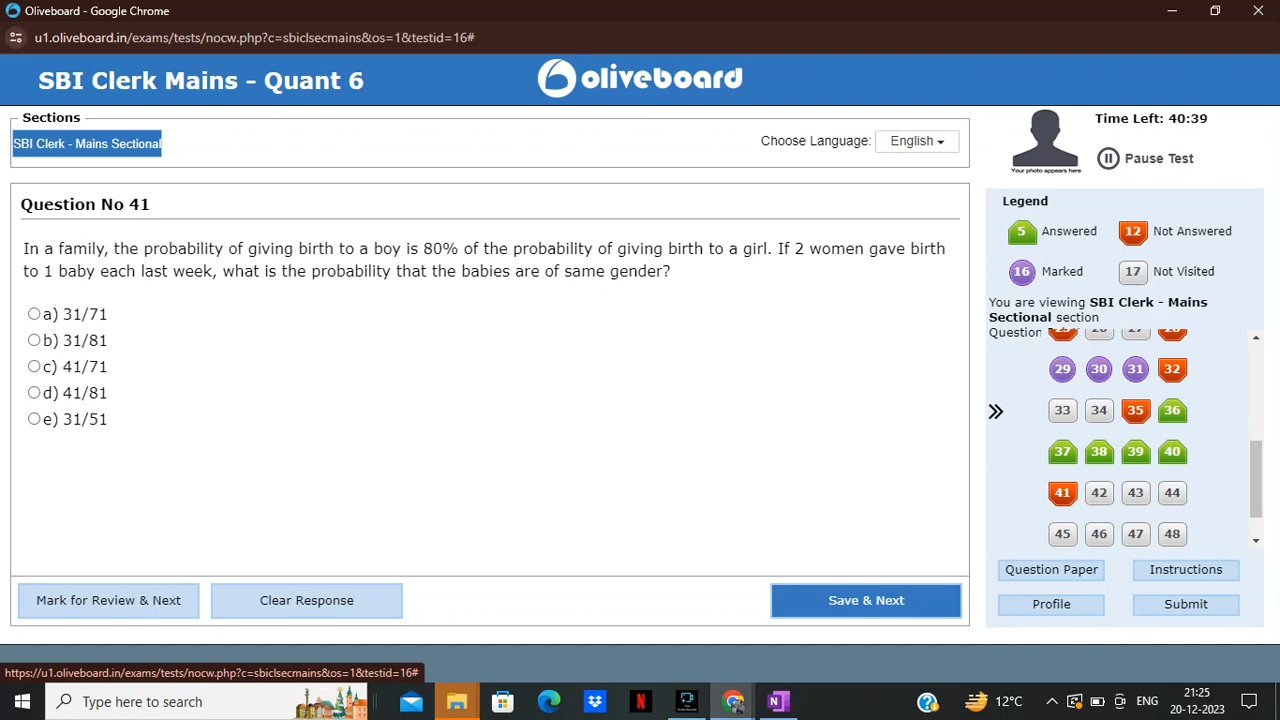 Oliveboard - Google Chrome
u1.oliveboard.in/exams/tests/nocw.php?c=sbiclsecmains&os=1&testid=16#
SBI Clerk Mains - Quant 6
oliveboard
Sections
SBI Clerk - Mains Sectional
Choose Language:
English
Your photo appears here
Time Left: 40:39
Pause Test
Question No 41
In a family, the probability of giving birth to a boy is 80% of the probability of giving birth to a girl. If 2 women gave birth
to 1 baby each last week, what is the probability that the babies are of same gender?
a) 31/71
b) 31/81
c) 41/71
d) 41/81
e) 31/51
Legend
5 Answered
12 Not Answered
16 Marked
17 Not Visited
You are viewing SBI Clerk - Mains
Sectional section
Question
29 30 31 32
33 34 35 36
37 38 39 40
41 42 43 44
45 46 47 48
Question Paper
Instructions
Profile
Submit
Mark for Review & Next
Clear Response
Save & Next
https://u1.oliveboard.in/exams/tests/nocw.php?c=sbiclsecmains&os=1&testid=16#
Type here to search
12°C
ENG
21:25
20-12-2023